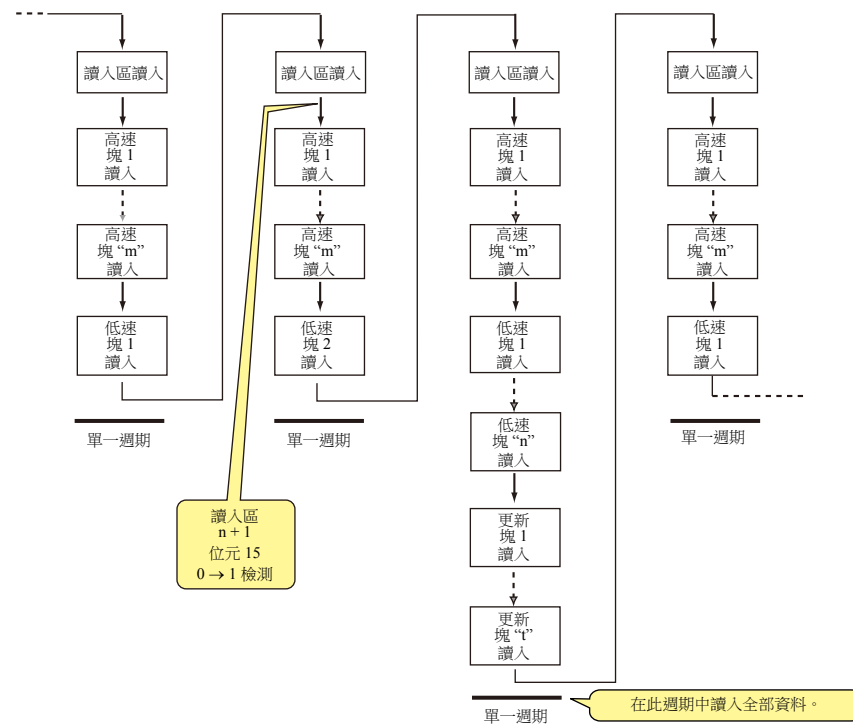 讀入區讀入
高速
塊 1
讀入
高速
塊 “m”
讀入
低速
塊 1
讀入
單一週期
讀入區讀入
高速
塊 1
讀入
高速
塊 “m”
讀入
低速
塊 2
讀入
單一週期
讀入區
n + 1
位元 15
0 → 1 檢測
讀入區讀入
高速
塊 1
讀入
高速
塊 “m”
讀入
低速
塊 1
讀入
低速
塊 “n”
讀入
更新
塊 1
讀入
更新
塊 “t”
讀入
單一週期
在此週期中讀入全部資料。
讀入區讀入
高速
塊 1
讀入
高速
塊 “m”
讀入
低速
塊 1
讀入
單一週期